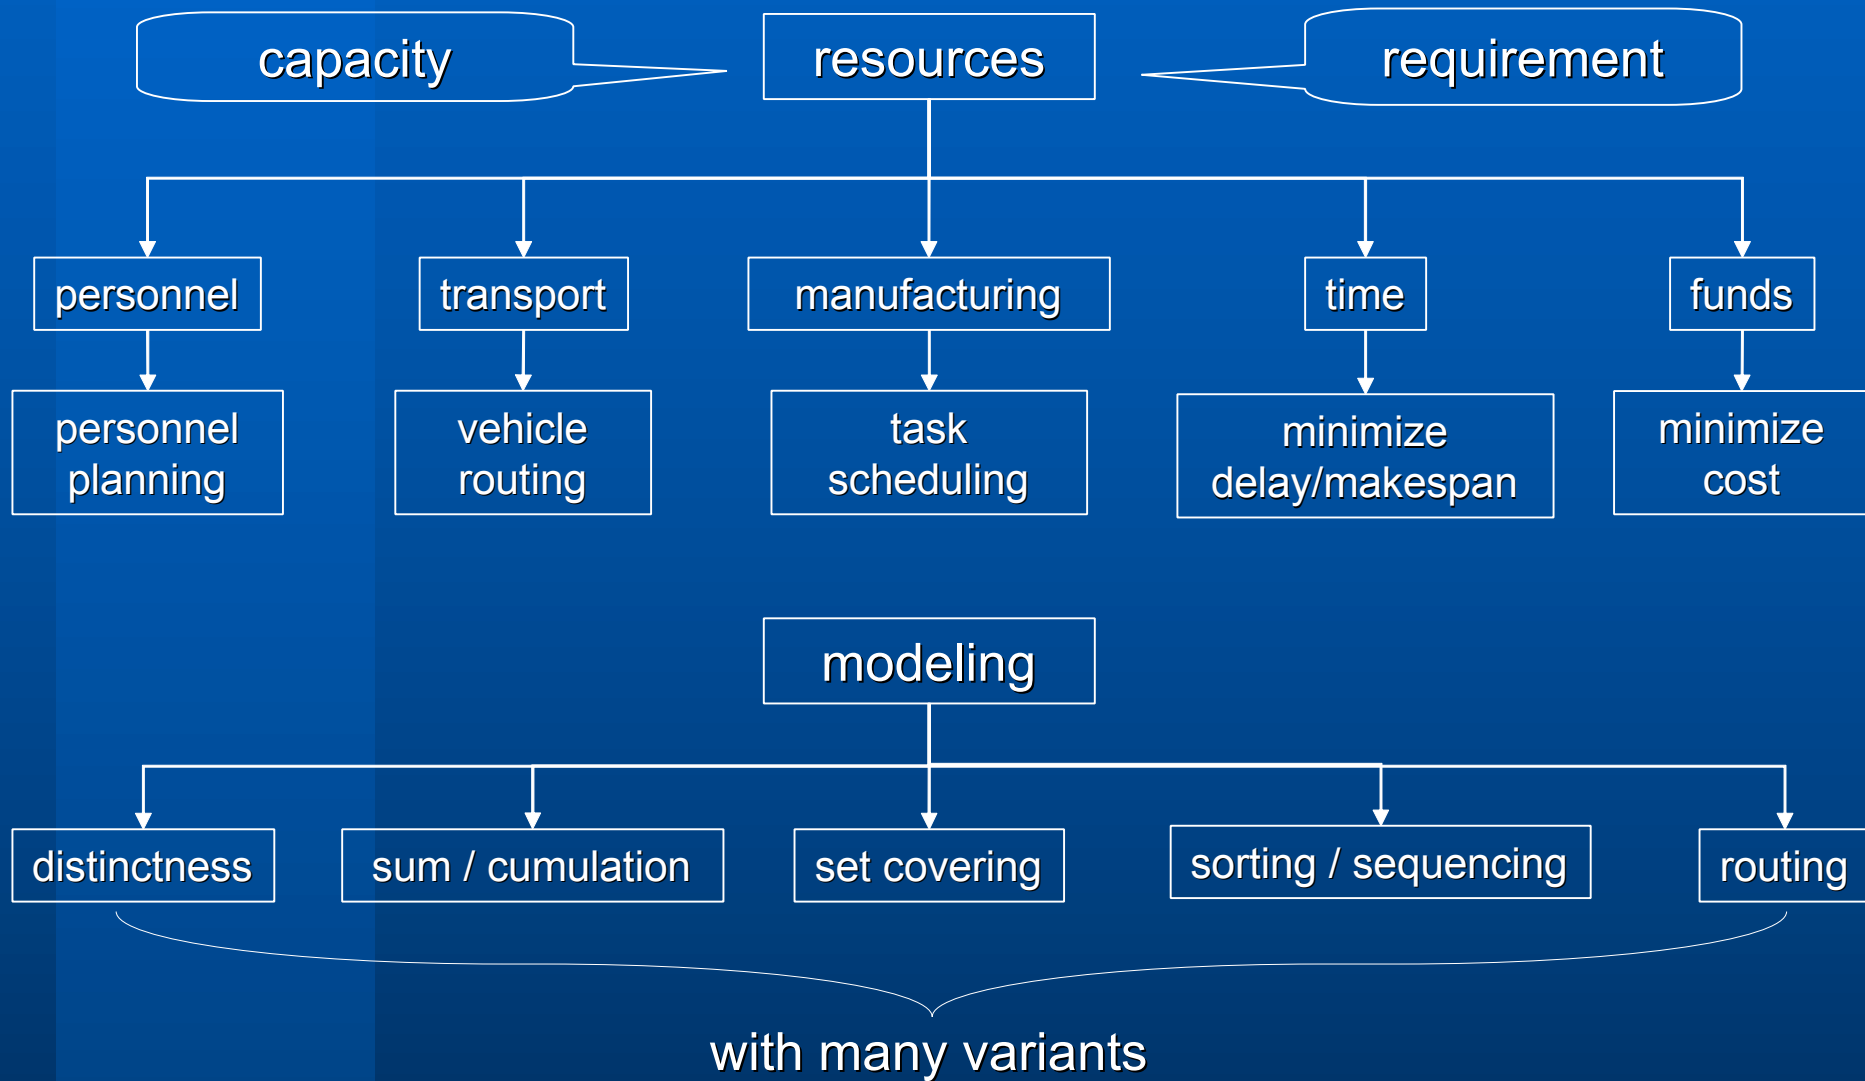 capacity
resources
requirement
personnel
transport
manufacturing
time
funds
personnel
planning
vehicle
routing
task
scheduling
minimize
delay/makespan
minimize
cost
modeling
distinctness
sum / cumulation
set covering
sorting / sequencing
routing
with many variants